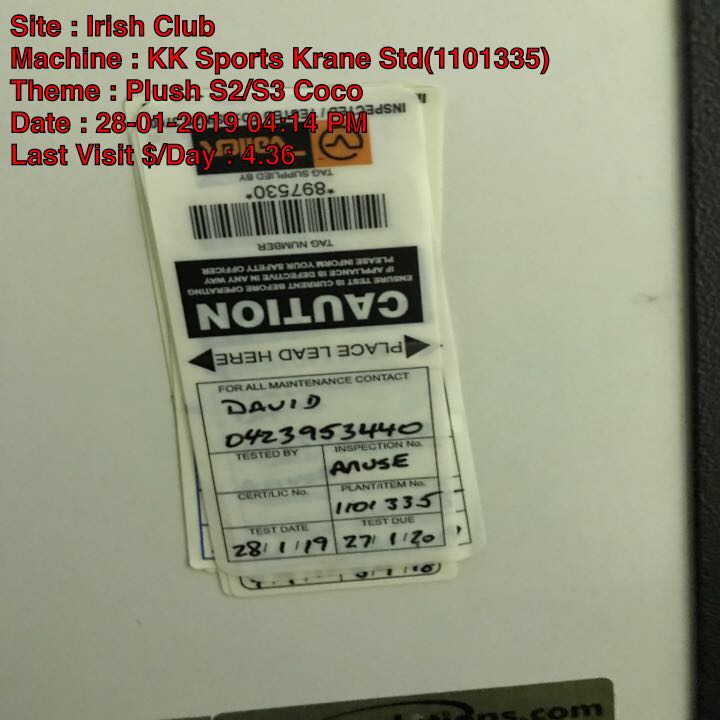 Site : Irish Club
Machine : KK Sports Krane Std(1101335)
Theme : Plush S2/S3 Coco
Date : 28-01-2019 04:14 PM
Last Visit $/Day : 4.36
INSPECTED / TESTED
TAG SUPPLIED BY
*897530*
TAG NUMBER
PLEASE INFORM YOUR SAFETY OFFICER
IF APPLIANCE IS DEFECTIVE IN ANY WAY
ENSURE TEST IS CURRENT BEFORE OPERATING
CAUTION
PLACE LEAD HERE
FOR ALL MAINTENANCE CONTACT
DAVID
0423953440
TESTED BY INSPECTION No.
AMUSE
CERT/LIC No. PLANT/ITEM No.
1101335
TEST DATE TEST DUE
28/1/19 27/1/20